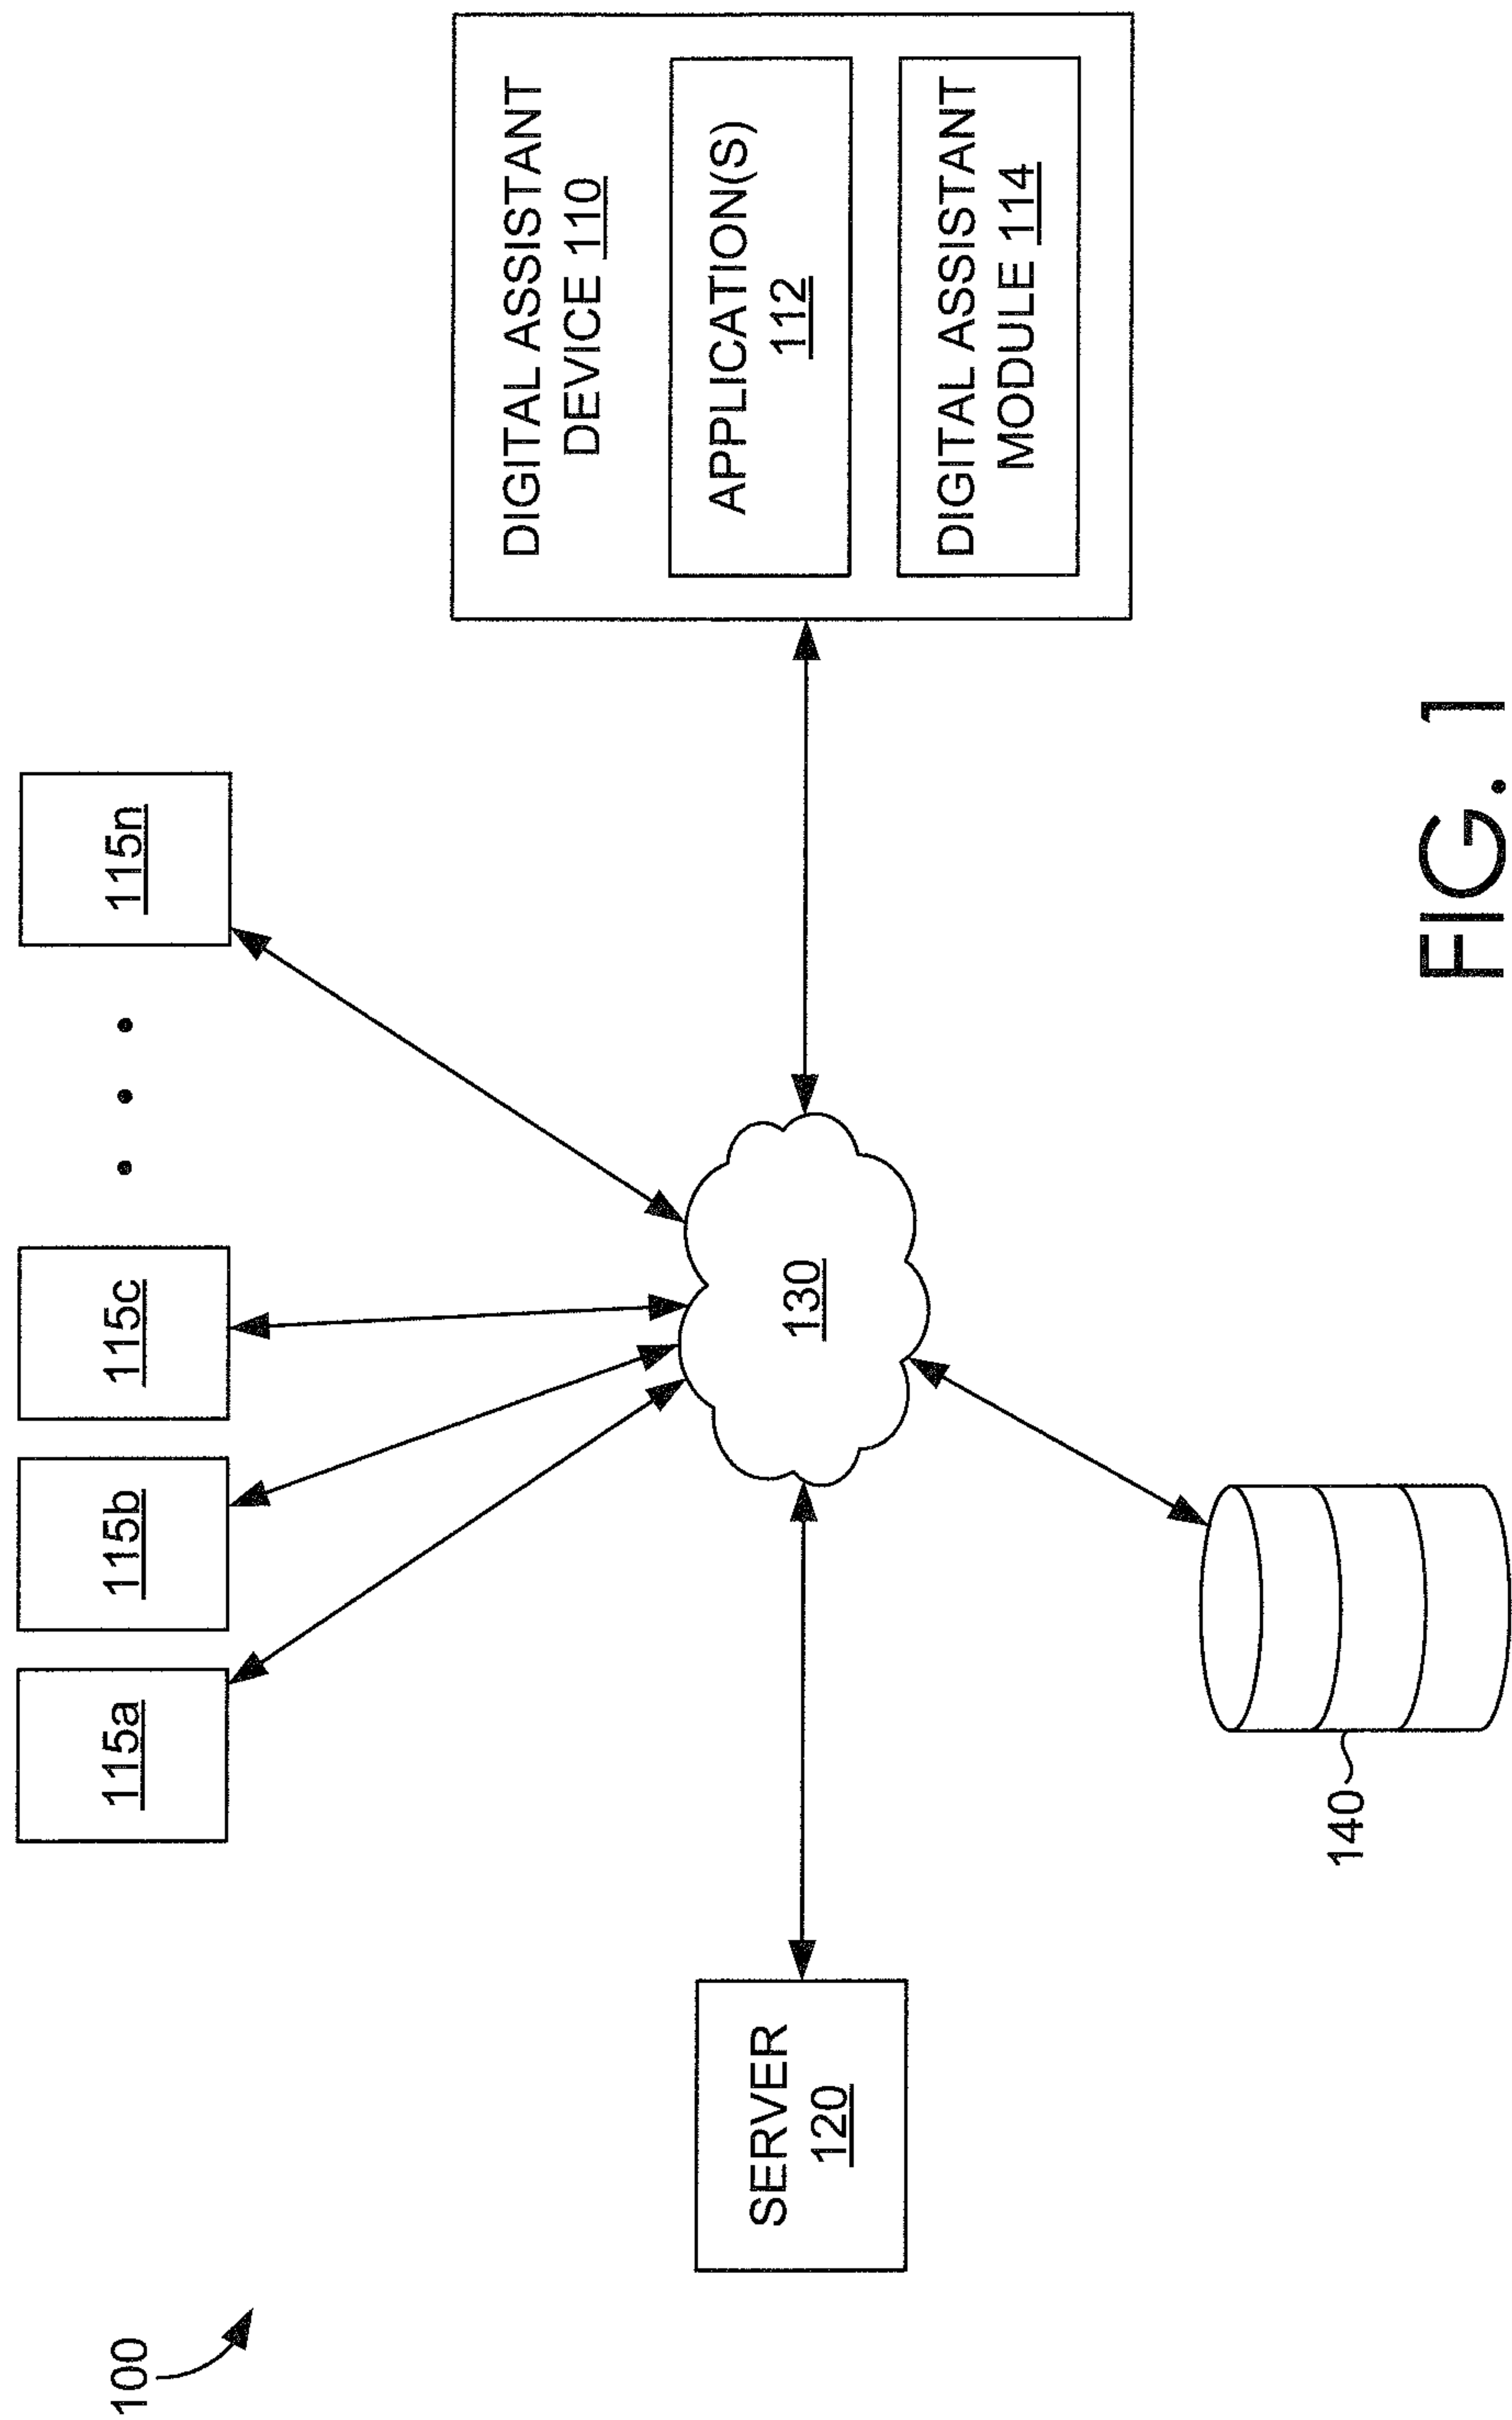 100
115a
115b
115c
115n
SERVER
120
130
140
DIGITAL ASSISTANT
DEVICE 110
APPLICATION(S)
112
DIGITAL ASSISTANT
MODULE 114
FIG. 1